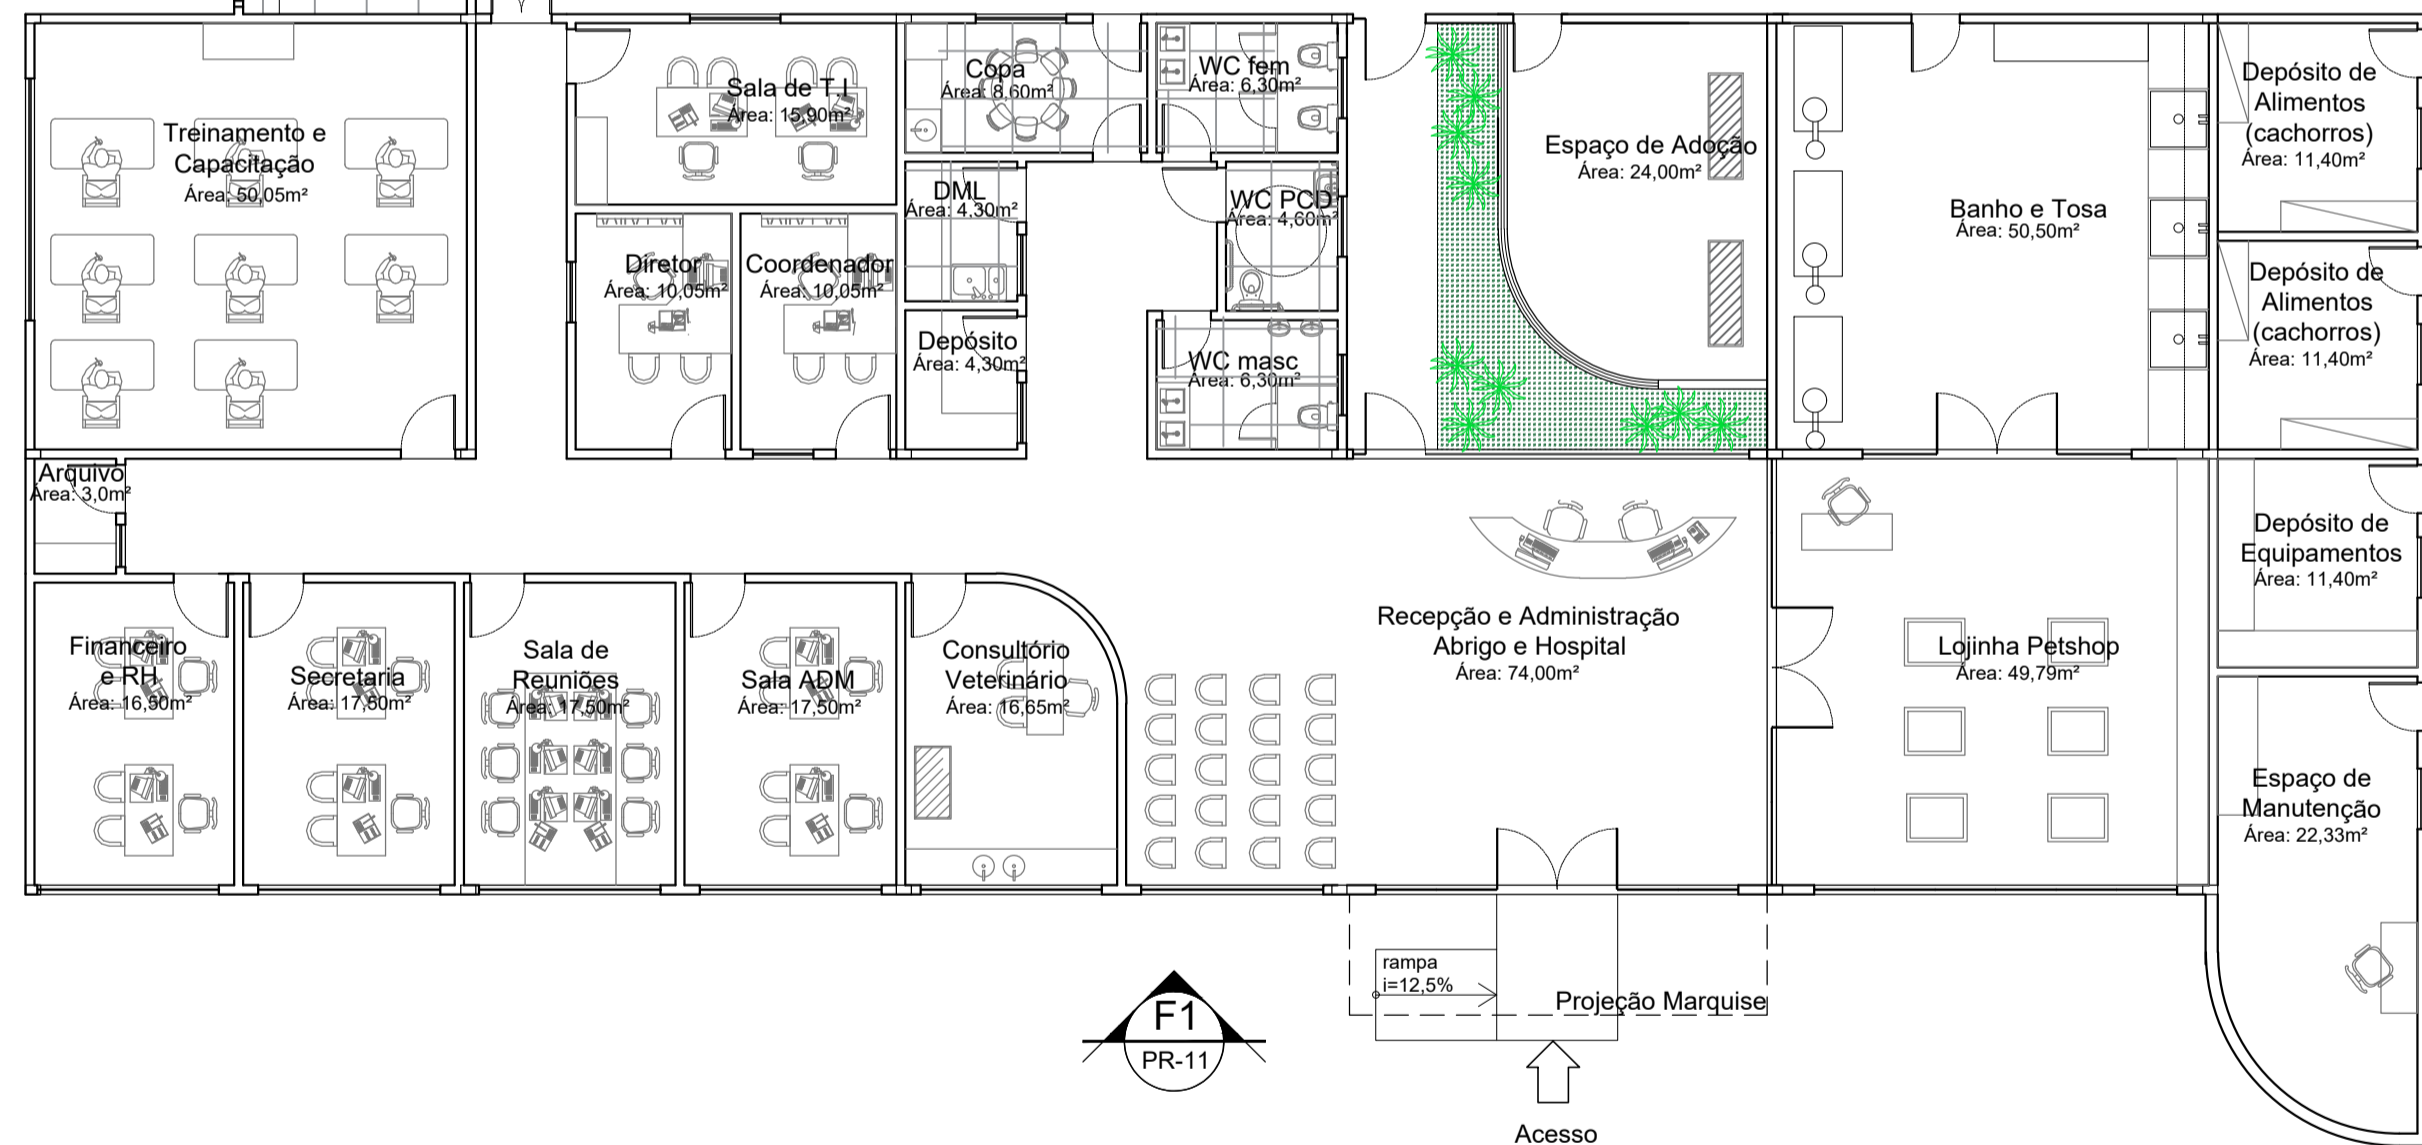 Treinamento e
Capacitação
Área: 50,05m²
Sala de T.I
Área: 15,90m²
Copa
Área: 8,60m²
WC fem
Área: 6,30m²
Espaço de Adoção
Área: 24,00m²
Banho e Tosa
Área: 50,50m²
Depósito de
Alimentos
(cachorros)
Área: 11,40m²
DML
Área: 4,30m²
WC PCD
Área: 4,60m²
Diretor
Área: 10,05m²
Coordenador
Área: 10,05m²
Depósito
Área: 4,30m²
WC masc
Área: 6,30m²
Depósito de
Alimentos
(cachorros)
Área: 11,40m²
Arquivo
Área: 3,0m²
Depósito de
Equipamentos
Área: 11,40m²
Financeiro
e RH
Área: 16,50m²
Secretaria
Área: 17,50m²
Sala de
Reuniões
Área: 17,50m²
Sala ADM
Área: 17,50m²
Consultório
Veterinário
Área: 16,65m²
Recepção e Administração
Abrigo e Hospital
Área: 74,00m²
Lojinha Petshop
Área: 49,79m²
Espaço de
Manutenção
Área: 22,33m²
rampa
i=12,5%
Projeção Marquise
F1
PR-11
Acesso